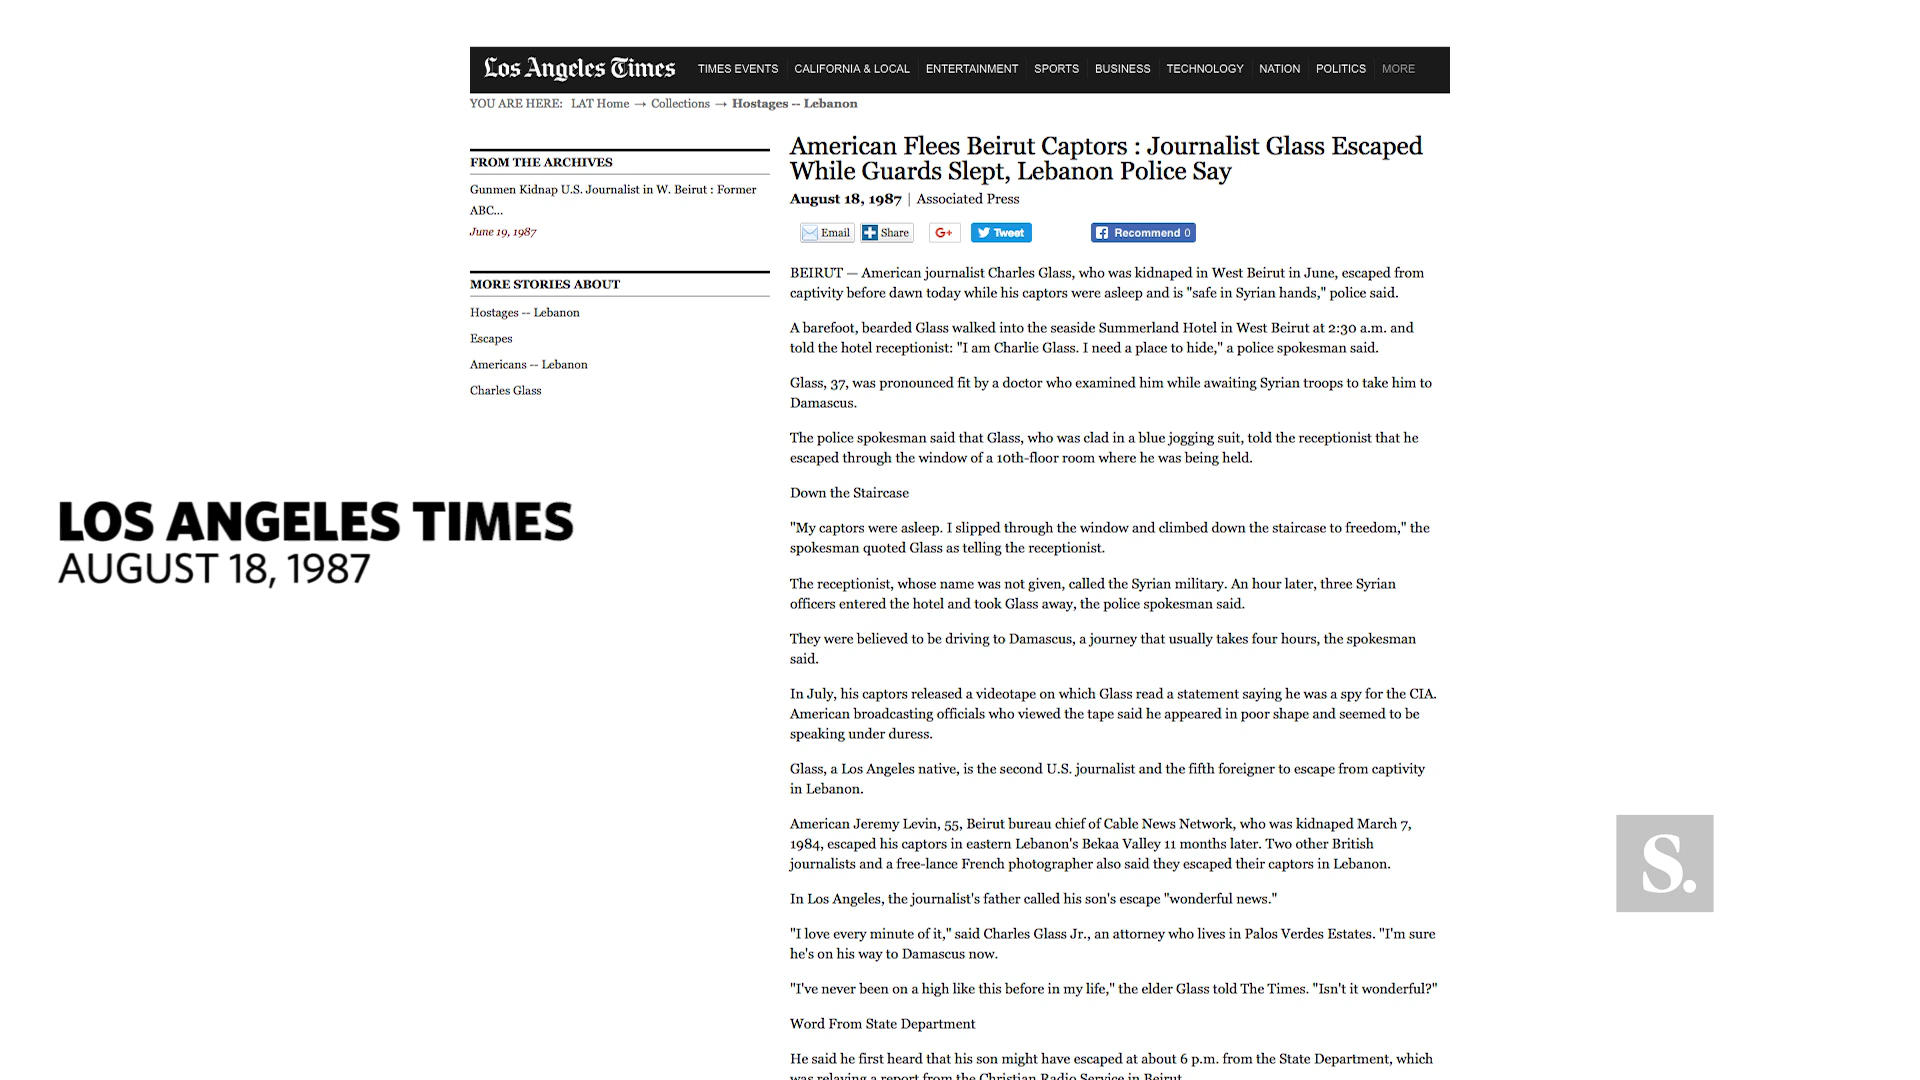 Los Angeles Times
TIMES EVENTS
CALIFORNIA & LOCAL
ENTERTAINMENT
SPORTS
BUSINESS
TECHNOLOGY
NATION
POLITICS
MORE
YOU ARE HERE: LAT Home → Collections → Hostages -- Lebanon
FROM THE ARCHIVES
Gunmen Kidnap U.S. Journalist in W. Beirut : Former
ABC...
June 19, 1987
MORE STORIES ABOUT
Hostages -- Lebanon
Escapes
Americans -- Lebanon
Charles Glass
LOS ANGELES TIMES
AUGUST 18, 1987
American Flees Beirut Captors : Journalist Glass Escaped
While Guards Slept, Lebanon Police Say
August 18, 1987 | Associated Press
Email
Share
G+
Tweet
Recommend 0
BEIRUT — American journalist Charles Glass, who was kidnaped in West Beirut in June, escaped from
captivity before dawn today while his captors were asleep and is "safe in Syrian hands," police said.
A barefoot, bearded Glass walked into the seaside Summerland Hotel in West Beirut at 2:30 a.m. and
told the hotel receptionist: "I am Charlie Glass. I need a place to hide," a police spokesman said.
Glass, 37, was pronounced fit by a doctor who examined him while awaiting Syrian troops to take him to
Damascus.
The police spokesman said that Glass, who was clad in a blue jogging suit, told the receptionist that he
escaped through the window of a 10th-floor room where he was being held.
Down the Staircase
"My captors were asleep. I slipped through the window and climbed down the staircase to freedom," the
spokesman quoted Glass as telling the receptionist.
The receptionist, whose name was not given, called the Syrian military. An hour later, three Syrian
officers entered the hotel and took Glass away, the police spokesman said.
They were believed to be driving to Damascus, a journey that usually takes four hours, the spokesman
said.
In July, his captors released a videotape on which Glass read a statement saying he was a spy for the CIA.
American broadcasting officials who viewed the tape said he appeared in poor shape and seemed to be
speaking under duress.
Glass, a Los Angeles native, is the second U.S. journalist and the fifth foreigner to escape from captivity
in Lebanon.
American Jeremy Levin, 55, Beirut bureau chief of Cable News Network, who was kidnaped March 7,
1984, escaped his captors in eastern Lebanon's Bekaa Valley 11 months later. Two other British
journalists and a free-lance French photographer also said they escaped their captors in Lebanon.
In Los Angeles, the journalist's father called his son's escape "wonderful news."
"I love every minute of it," said Charles Glass Jr., an attorney who lives in Palos Verdes Estates. "I'm sure
he's on his way to Damascus now.
"I've never been on a high like this before in my life," the elder Glass told The Times. "Isn't it wonderful?"
Word From State Department
He said he first heard that his son might have escaped at about 6 p.m. from the State Department, which
was relaying a report from the Christian Radio Service in Beirut.
S.